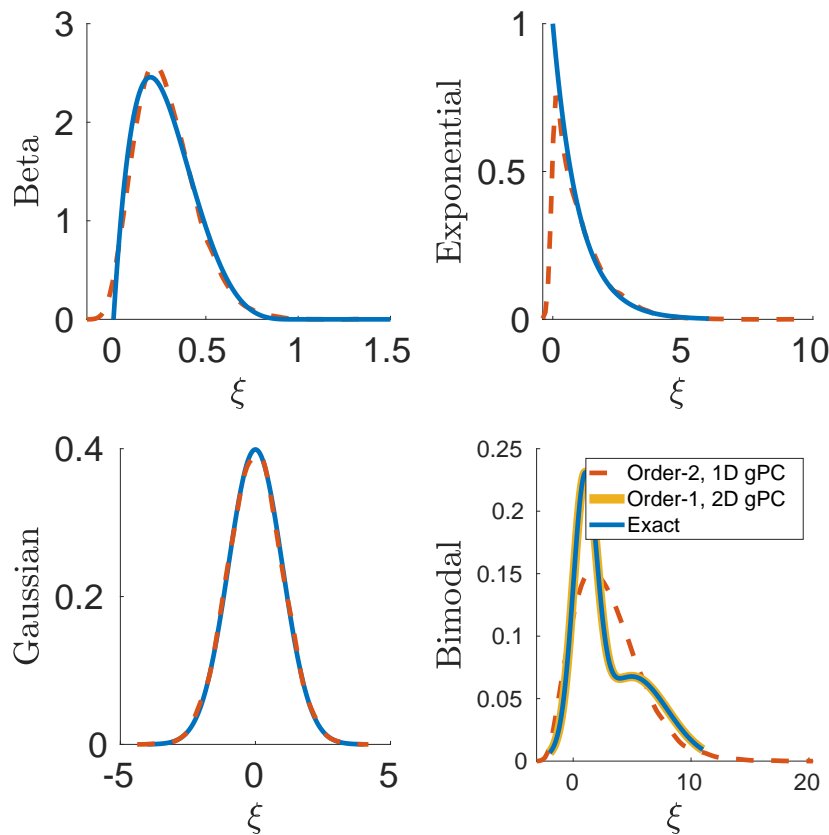 3
2
1
0
0
0.5
1
1.5
Beta
ξ
1
0.5
0
0
5
10
Exponential
ξ
0.4
0.2
0
-5
0
5
Gaussian
ξ
0.25
0.2
0.15
0.1
0.05
0
0
10
20
Bimodal
ξ
Order-2, 1D gPC
Order-1, 2D gPC
Exact